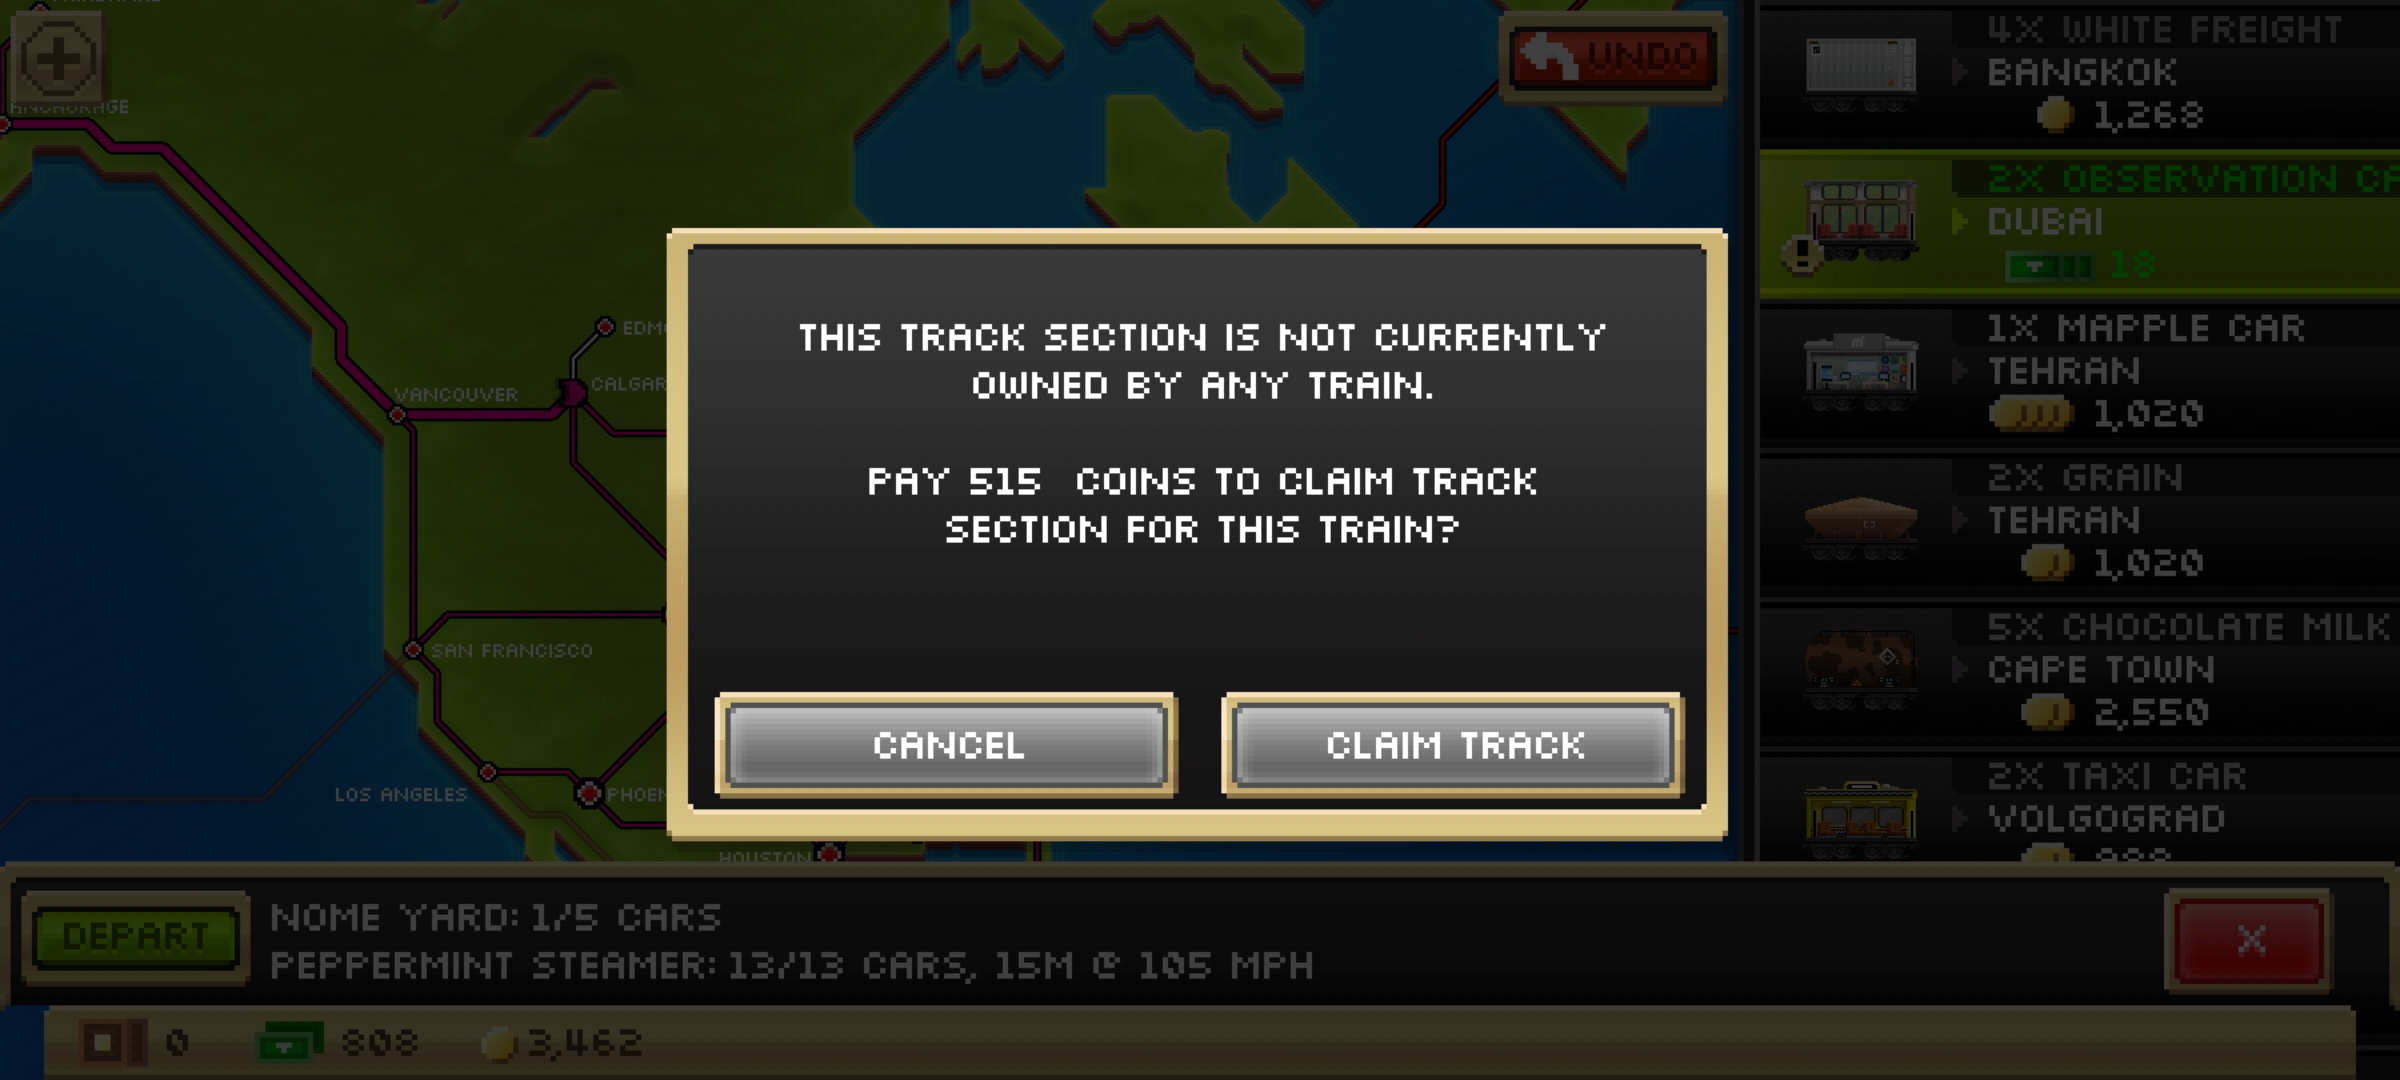 ANCHORAGE
UNDO
EDM
VANCOUVER
CALGAR
SAN FRANCISCO
LOS ANGELES
PHOEN
HOUSTON
THIS TRACK SECTION IS NOT CURRENTLY
OWNED BY ANY TRAIN.
PAY 515 COINS TO CLAIM TRACK
SECTION FOR THIS TRAIN?
CANCEL
CLAIM TRACK
4X WHITE FREIGHT
BANGKOK
1,268
2X OBSERVATION CA
DUBAI
18
1X MAPPLE CAR
TEHRAN
1,020
2X GRAIN
TEHRAN
1,020
5X CHOCOLATE MILK
CAPE TOWN
2,550
2X TAXI CAR
VOLGOGRAD
DEPART
NOME YARD: 1/5 CARS
PEPPERMINT STEAMER: 13/13 CARS, 15M @ 105 MPH
X
0
808
3,462